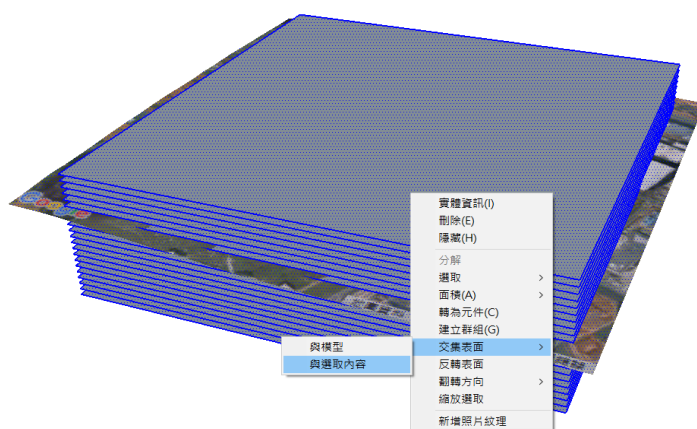 實體資訊(I)
刪除(E)
隱藏(H)
分解
選取
面積(A)
轉為元件(C)
建立群組(G)
交集表面
與模型
與選取內容
反轉表面
翻轉方向
縮放選取
新增照片紋理